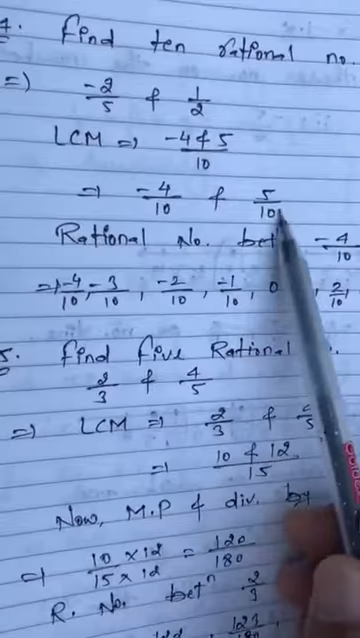 4. Find ten rational no.
=) -2/5 & 1/2
LCM => -4 & 5/10
=> -4/10 & 5/10
Rational No. bet -4/10
=) -4/10, -3/10, -2/10, -1/10, 0 2/10,
5. Find five Rational
2/3 & 4/5
=) LCM => 2/3 & /5
=> 10 & 12/15
Now, M.P & div. by
=) 10 × 12/15 × 12 = 120/180
R. No. betⁿ 2/3
121/180,